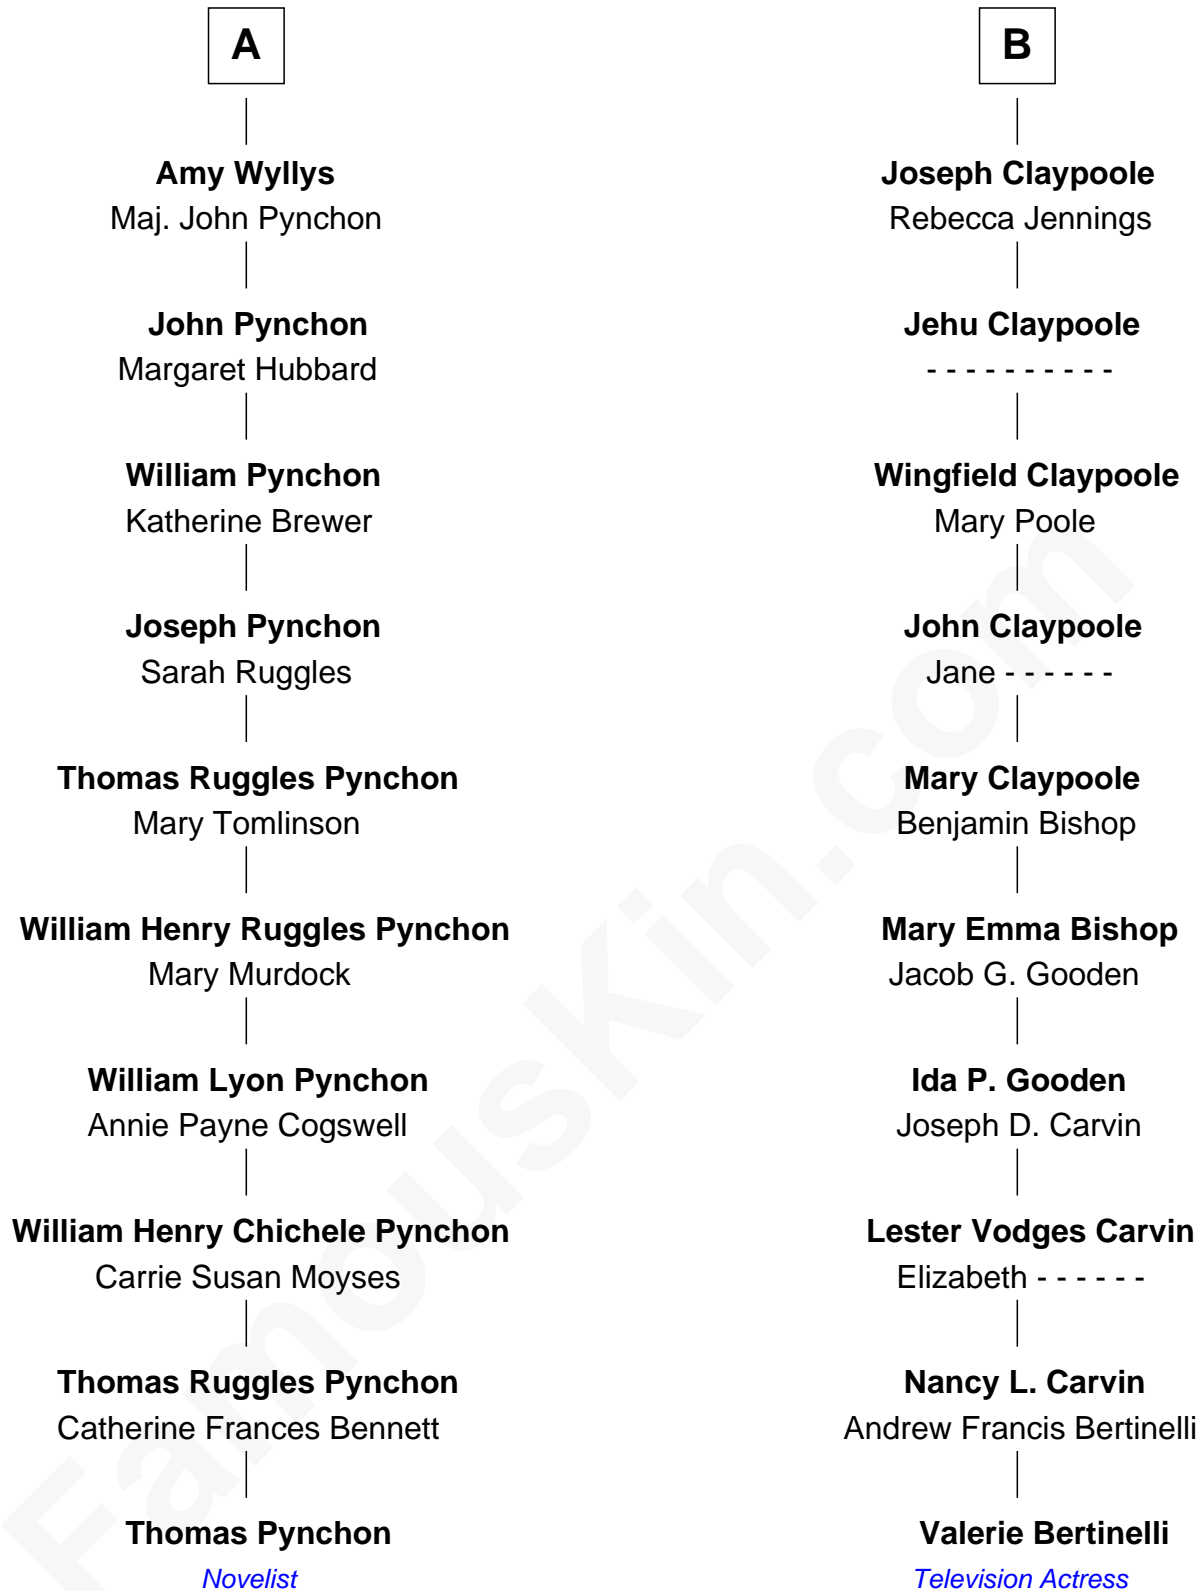 A
Amy Wyllys
Maj. John Pynchon
John Pynchon
Margaret Hubbard
William Pynchon
Katherine Brewer
Joseph Pynchon
Sarah Ruggles
Thomas Ruggles Pynchon
Mary Tomlinson
William Henry Ruggles Pynchon
Mary Murdock
William Lyon Pynchon
Annie Payne Cogswell
William Henry Chichele Pynchon
Carrie Susan Moyses
Thomas Ruggles Pynchon
Catherine Frances Bennett
Thomas Pynchon
Novelist
B
Joseph Claypoole
Rebecca Jennings
Jehu Claypoole
- - - - - - - - - -
Wingfield Claypoole
Mary Poole
John Claypoole
Jane - - - - - -
Mary Claypoole
Benjamin Bishop
Mary Emma Bishop
Jacob G. Gooden
Ida P. Gooden
Joseph D. Carvin
Lester Vodges Carvin
Elizabeth - - - - - -
Nancy L. Carvin
Andrew Francis Bertinelli
Valerie Bertinelli
Television Actress
FamousKin.com